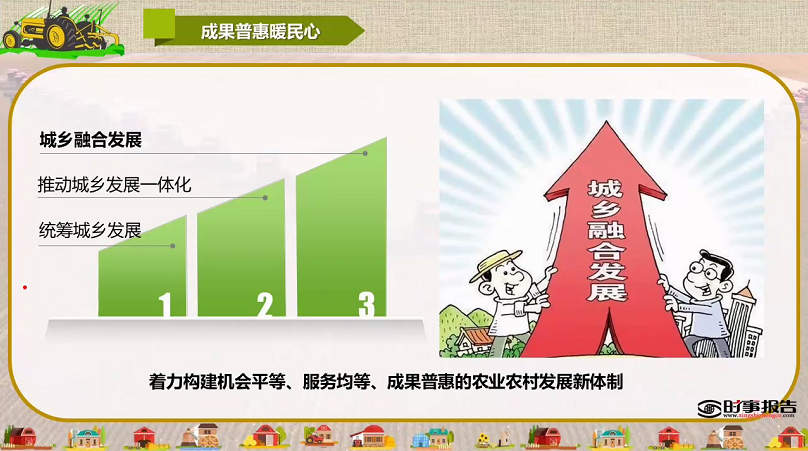 成果普惠暖民心
城乡融合发展
推动城乡发展一体化
统筹城乡发展
1
2
3
城乡融合发展
着力构建机会平等、服务均等、成果普惠的农业农村发展新体制
时事报告